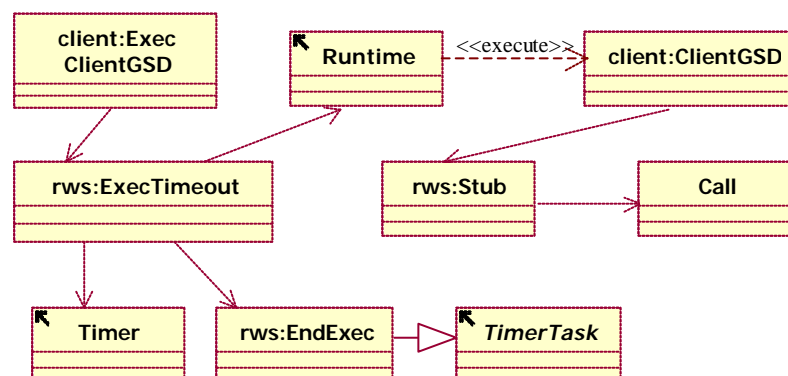 client:Exec
ClientGSD
Runtime
<<execute>>
client:ClientGSD
rws:ExecTimeout
rws:Stub
Call
Timer
rws:EndExec
TimerTask